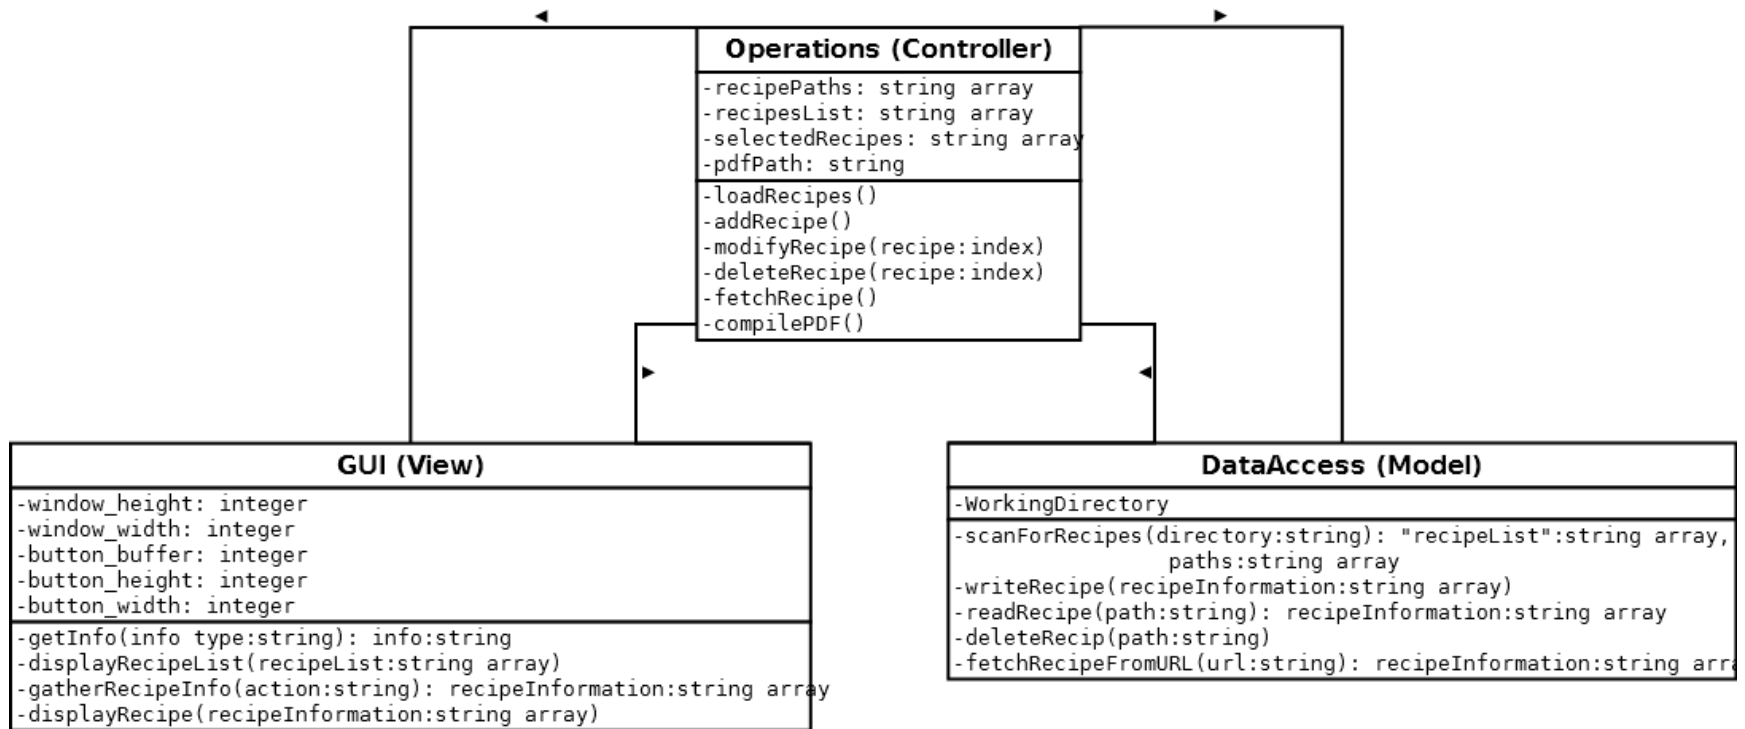 Operations (Controller)
-recipePaths: string array
-recipesList: string array
-selectedRecipes: string array
-pdfPath: string
-loadRecipes()
-addRecipe()
-modifyRecipe(recipe:index)
-deleteRecipe(recipe:index)
-fetchRecipe()
-compilePDF()
GUI (View)
-window_height: integer
-window_width: integer
-button_buffer: integer
-button_height: integer
-button_width: integer
-getInfo(info type:string): info:string
-displayRecipeList(recipeList:string array)
-gatherRecipeInfo(action:string): recipeInformation:string array
-displayRecipe(recipeInformation:string array)
DataAccess (Model)
-WorkingDirectory
-scanForRecipes(directory:string): "recipeList":string array,
paths:string array
-writeRecipe(recipeInformation:string array)
-readRecipe(path:string): recipeInformation:string array
-deleteRecip(path:string)
-fetchRecipeFromURL(url:string): recipeInformation:string